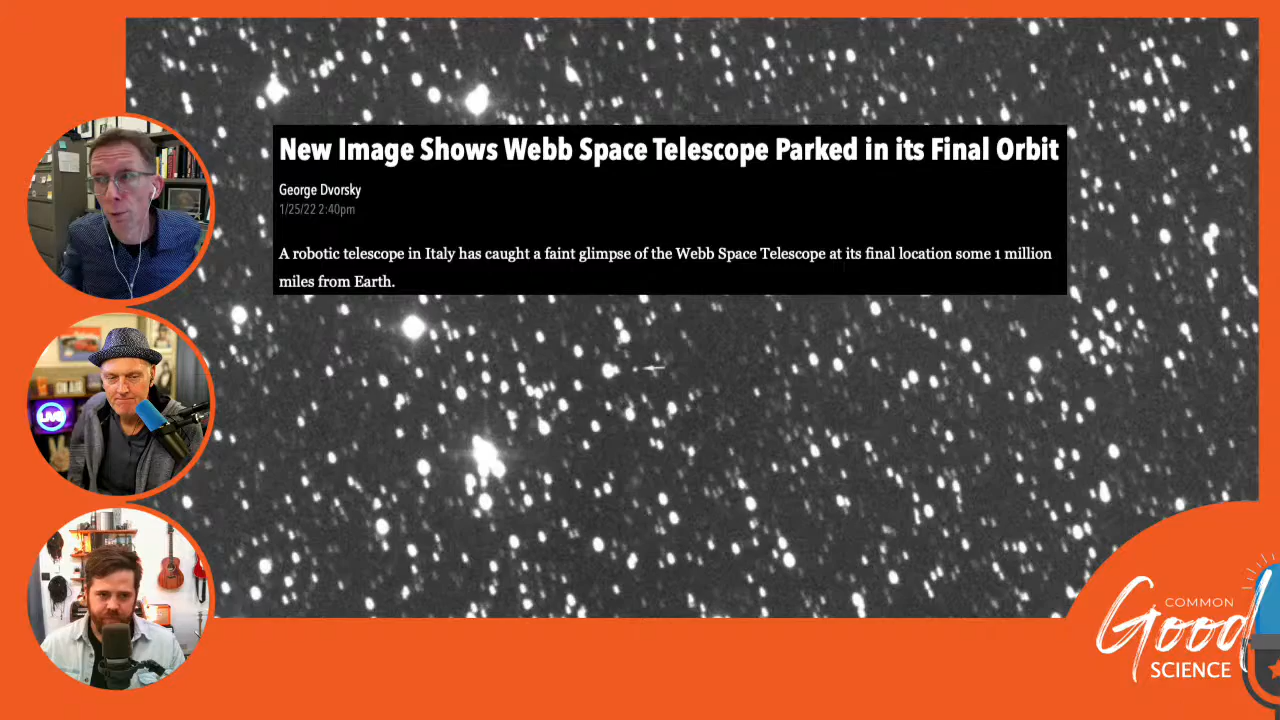 New Image Shows Webb Space Telescope Parked in its Final Orbit
George Dvorsky
1/25/22 2:40pm
A robotic telescope in Italy has caught a faint glimpse of the Webb Space Telescope at its final location some 1 million
miles from Earth.
LIVE
COMMON
Good
SCIENCE